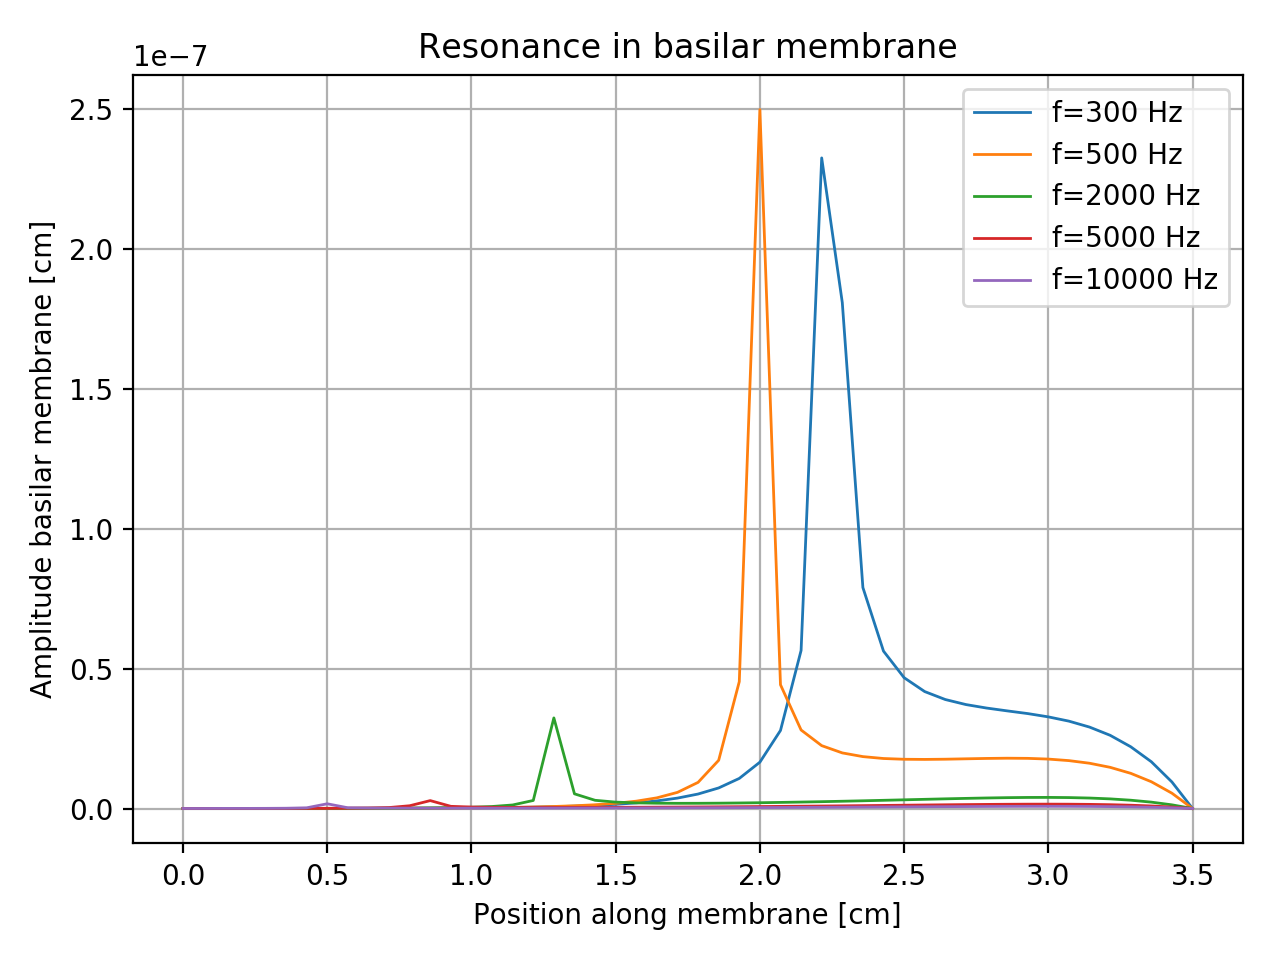 Resonance in basilar membrane
1e−7
2.5
2.0
1.5
1.0
0.5
0.0
Amplitude basilar membrane [cm]
f=300 Hz
f=500 Hz
f=2000 Hz
f=5000 Hz
f=10000 Hz
0.0 0.5 1.0 1.5 2.0 2.5 3.0 3.5
Position along membrane [cm]